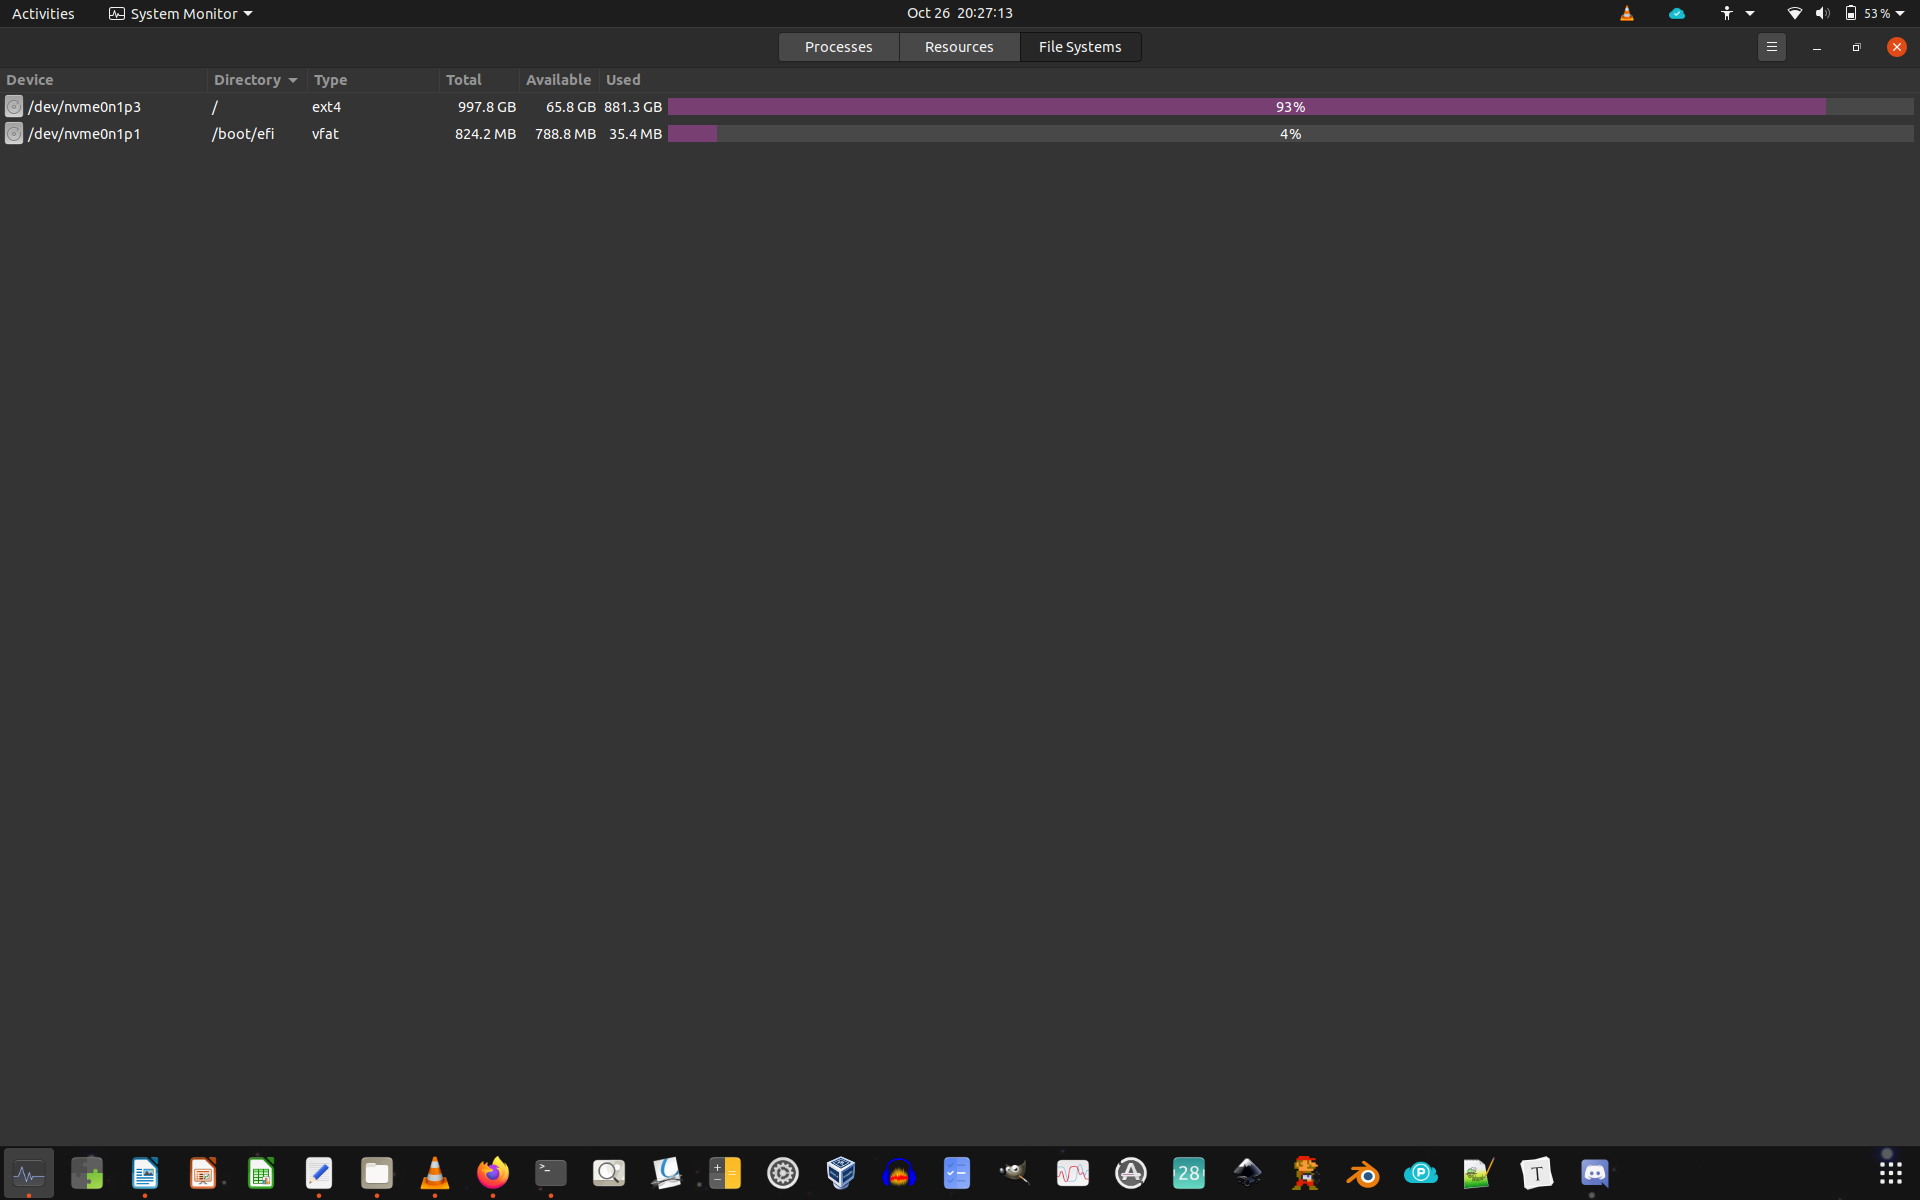 Activities System Monitor Oct 26 20:27:13 53 %
Processes Resources File Systems
Device Directory Type Total Available Used
/dev/nvme0n1p3 / ext4 997.8 GB 65.8 GB 881.3 GB 93%
/dev/nvme0n1p1 /boot/efi vfat 824.2 MB 788.8 MB 35.4 MB 4%
28 T